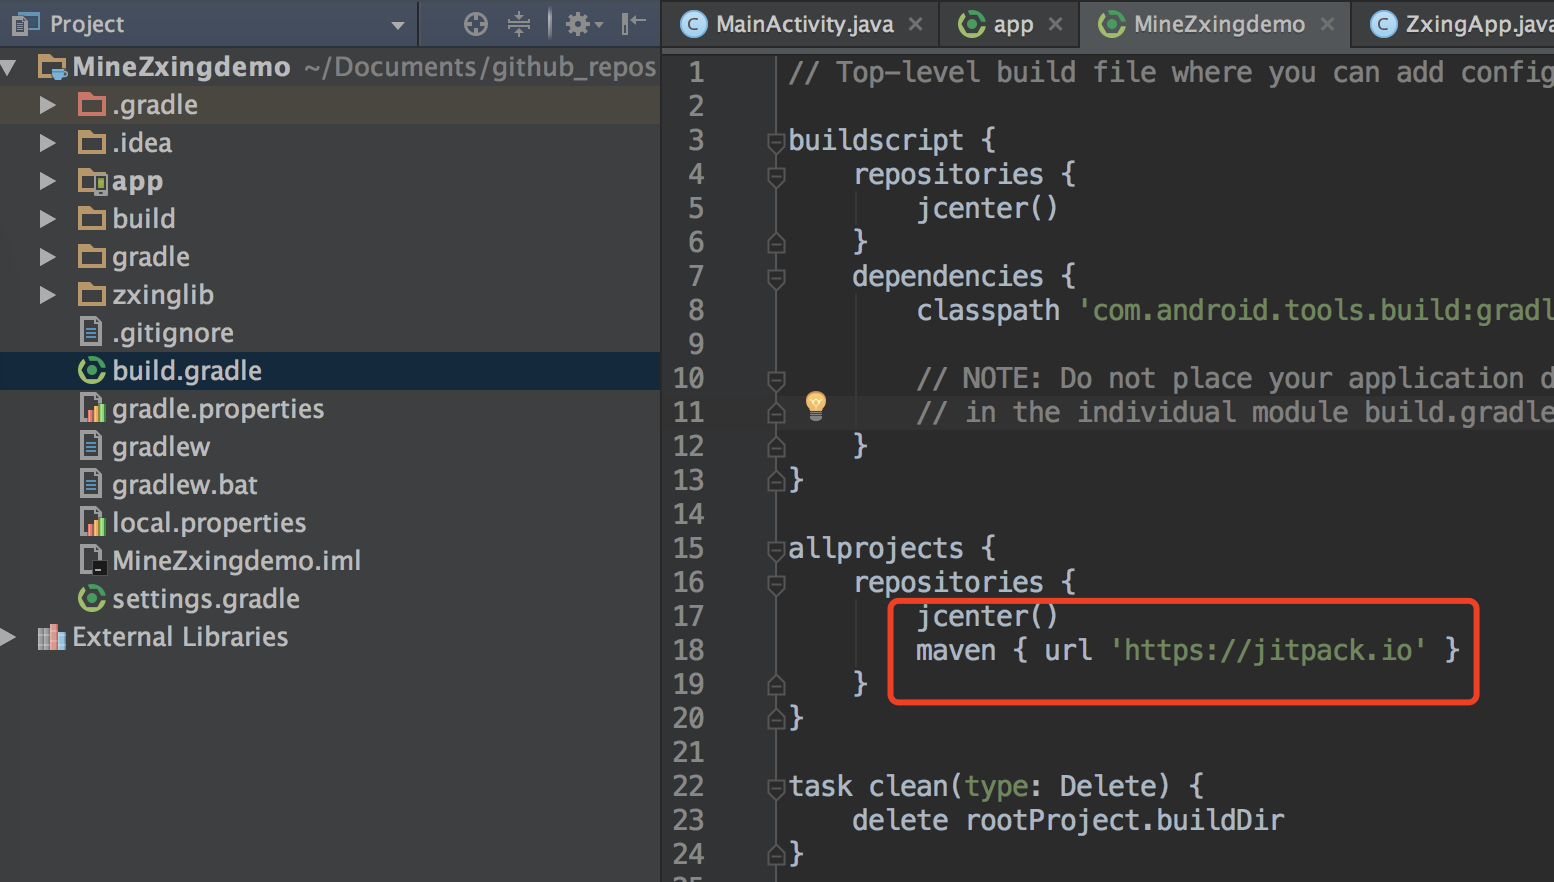 Project
MineZxingdemo ~/Documents/github_repos
.gradle
.idea
app
build
gradle
zxinglib
.gitignore
build.gradle
gradle.properties
gradlew
gradlew.bat
local.properties
MineZxingdemo.iml
settings.gradle
External Libraries
MainActivity.java app MineZxingdemo ZxingApp.java
1 // Top-level build file where you can add config
2
3 buildscript {
4 repositories {
5 jcenter()
6 }
7 dependencies {
8 classpath 'com.android.tools.build:gradl
9
10 // NOTE: Do not place your application d
11 // in the individual module build.gradle
12 }
13 }
14
15 allprojects {
16 repositories {
17 jcenter()
18 maven { url 'https://jitpack.io' }
19 }
20 }
21
22 task clean(type: Delete) {
23 delete rootProject.buildDir
24 }